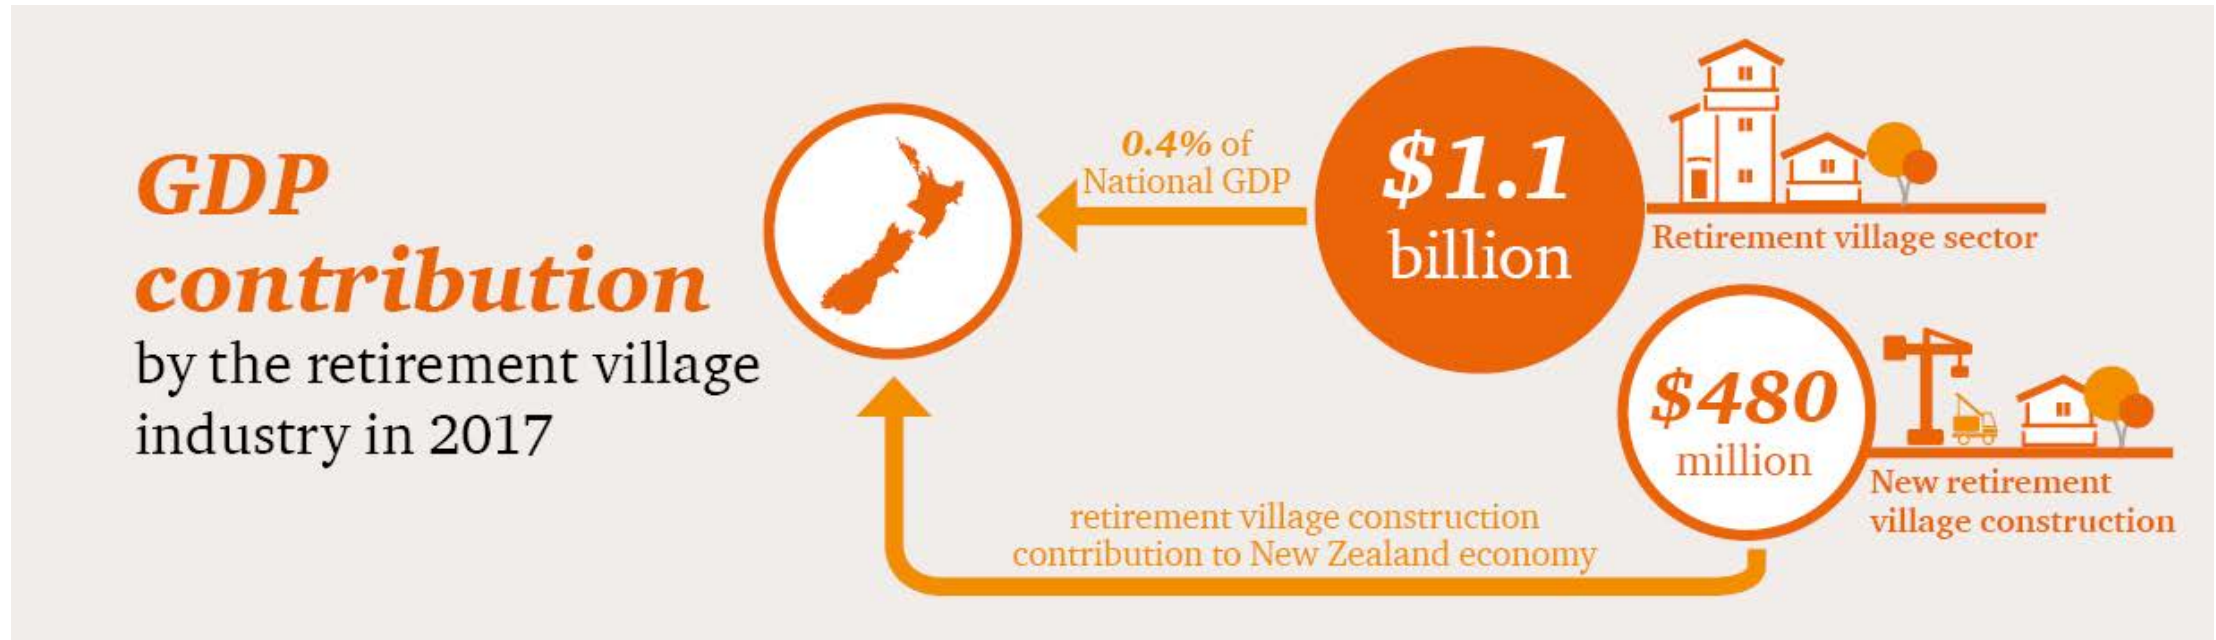 GDP
contribution
by the retirement village
industry in 2017
0.4% of
National GDP
$1.1
billion
Retirement village sector
$480
million
New retirement
village construction
retirement village construction
contribution to New Zealand economy